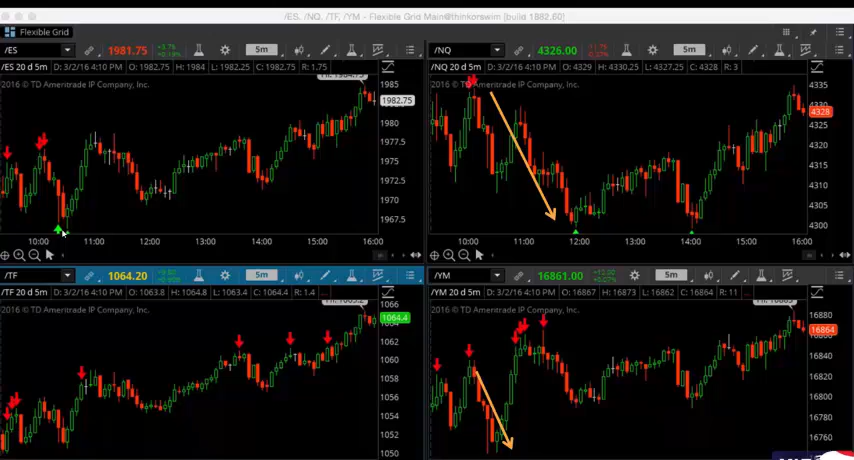 /ES, /NQ, /TF, /YM - Flexible Grid Main@thinkorswim [build 1882.60]
Flexible Grid
/ES 1981.75 +3.75 +0.19% 5m
/ES 20 d 5m D: 3/2/16 4:10 PM O: 1982.75 H: 1984 L: 1982.25 C: 1982.75 R: 1.75
2016 © TD Ameritrade IP Company, Inc.
1985
1982.75
1980
1977.5
1975
1972.5
1970
1967.5
10:00 11:00 12:00 13:00 14:00 15:00 16:00
/NQ 4326.00 5m
/NQ 20 d 5m D: 3/2/16 4:10 PM O: 4329 H: 4330.25 L: 4327.25 C: 4328 R: 3
2016 © TD Ameritrade IP Company, Inc.
4335
4330
4328
4325
4320
4315
4310
4305
4300
10:00 11:00 12:00 13:00 14:00 15:00 16:00
/TF 1064.20 5m
/TF 20 d 5m D: 3/2/16 4:10 PM O: 1063.8 H: 1064.8 L: 1063.4 C: 1064.4 R: 1.4 ...
2016 © TD Ameritrade IP Company, Inc.
1066
1064.4
1062
1060
1058
1056
1054
1052
1050
/YM 16861.00 5m
/YM 20 d 5m D: 3/2/16 4:10 PM O: 16867 H: 16873 L: 16862 C: 16864 R: 11 ...
2016 © TD Ameritrade IP Company, Inc.
16880
16864
16840
16820
16800
16780
16760